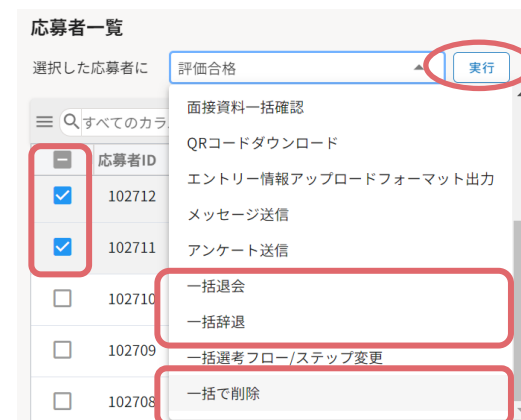 応募者一覧
選択した応募者に 評価合格 実行
面接資料一括確認
すべてのカラ
QRコードダウンロード
応募者ID
エントリー情報アップロードフォーマット出力
102712
メッセージ送信
102711
アンケート送信
一括退会
102710
一括辞退
102709
一括選考フロー/ステップ変更
一括で削除
102708